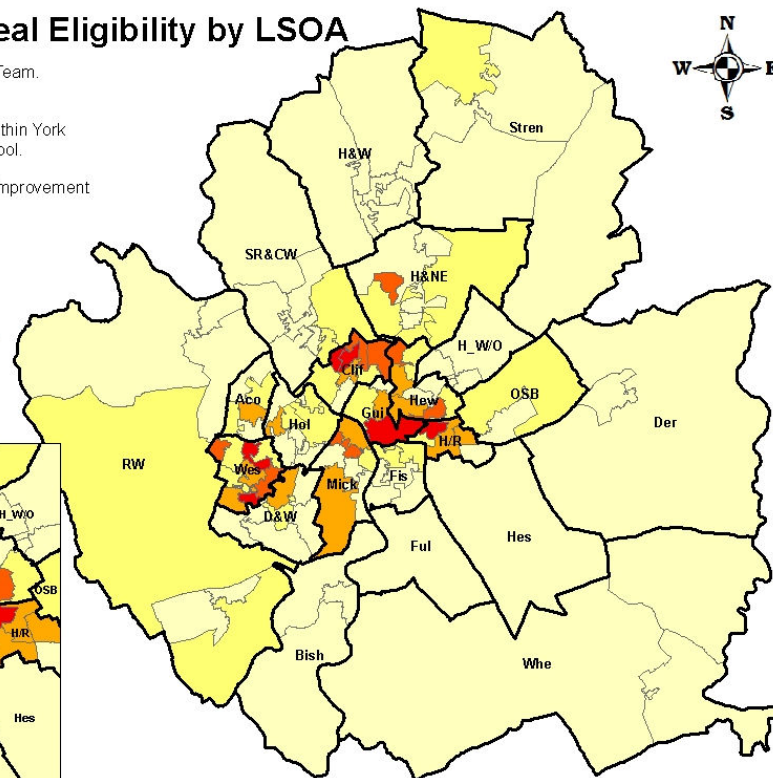 eal Eligibility by LSOA
Team.
thin York
ool.
mprovement
N
W E
S
Stren
H&W
SR&CW
H&NE
H_W/O
Clif
OSB
Aco
Hew
Gui
Hol
Der
H/R
RW
Wes
Fis
Mick
D&W
Hes
Ful
Bish
Whe
H_W/O
OSB
H/R
Hes